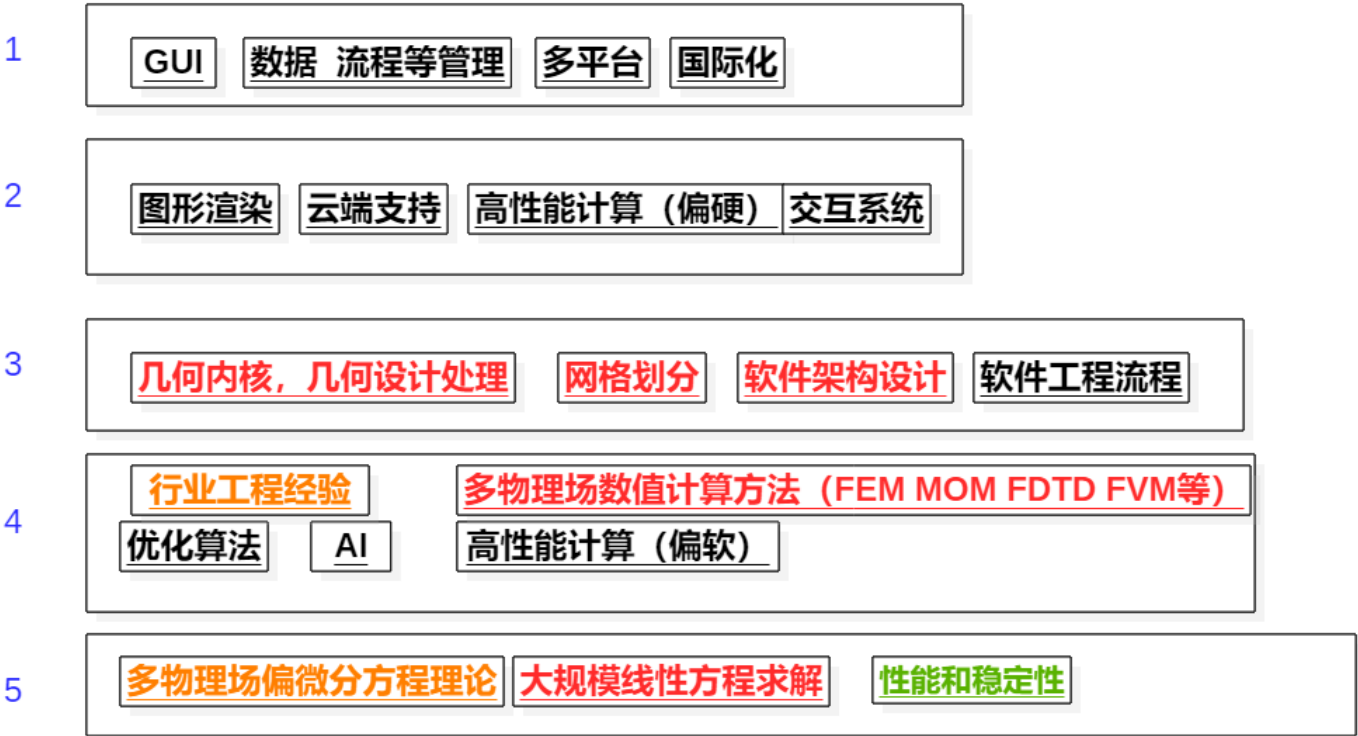 1
GUI 数据 流程等管理 多平台 国际化
2
图形渲染 云端支持 高性能计算（偏硬） 交互系统
3
几何内核，几何设计处理 网格划分 软件架构设计 软件工程流程
行业工程经验 多物理场数值计算方法（FEM MOM FDTD FVM等）
4
优化算法 AI 高性能计算（偏软）
5
多物理场偏微分方程理论 大规模线性方程求解 性能和稳定性